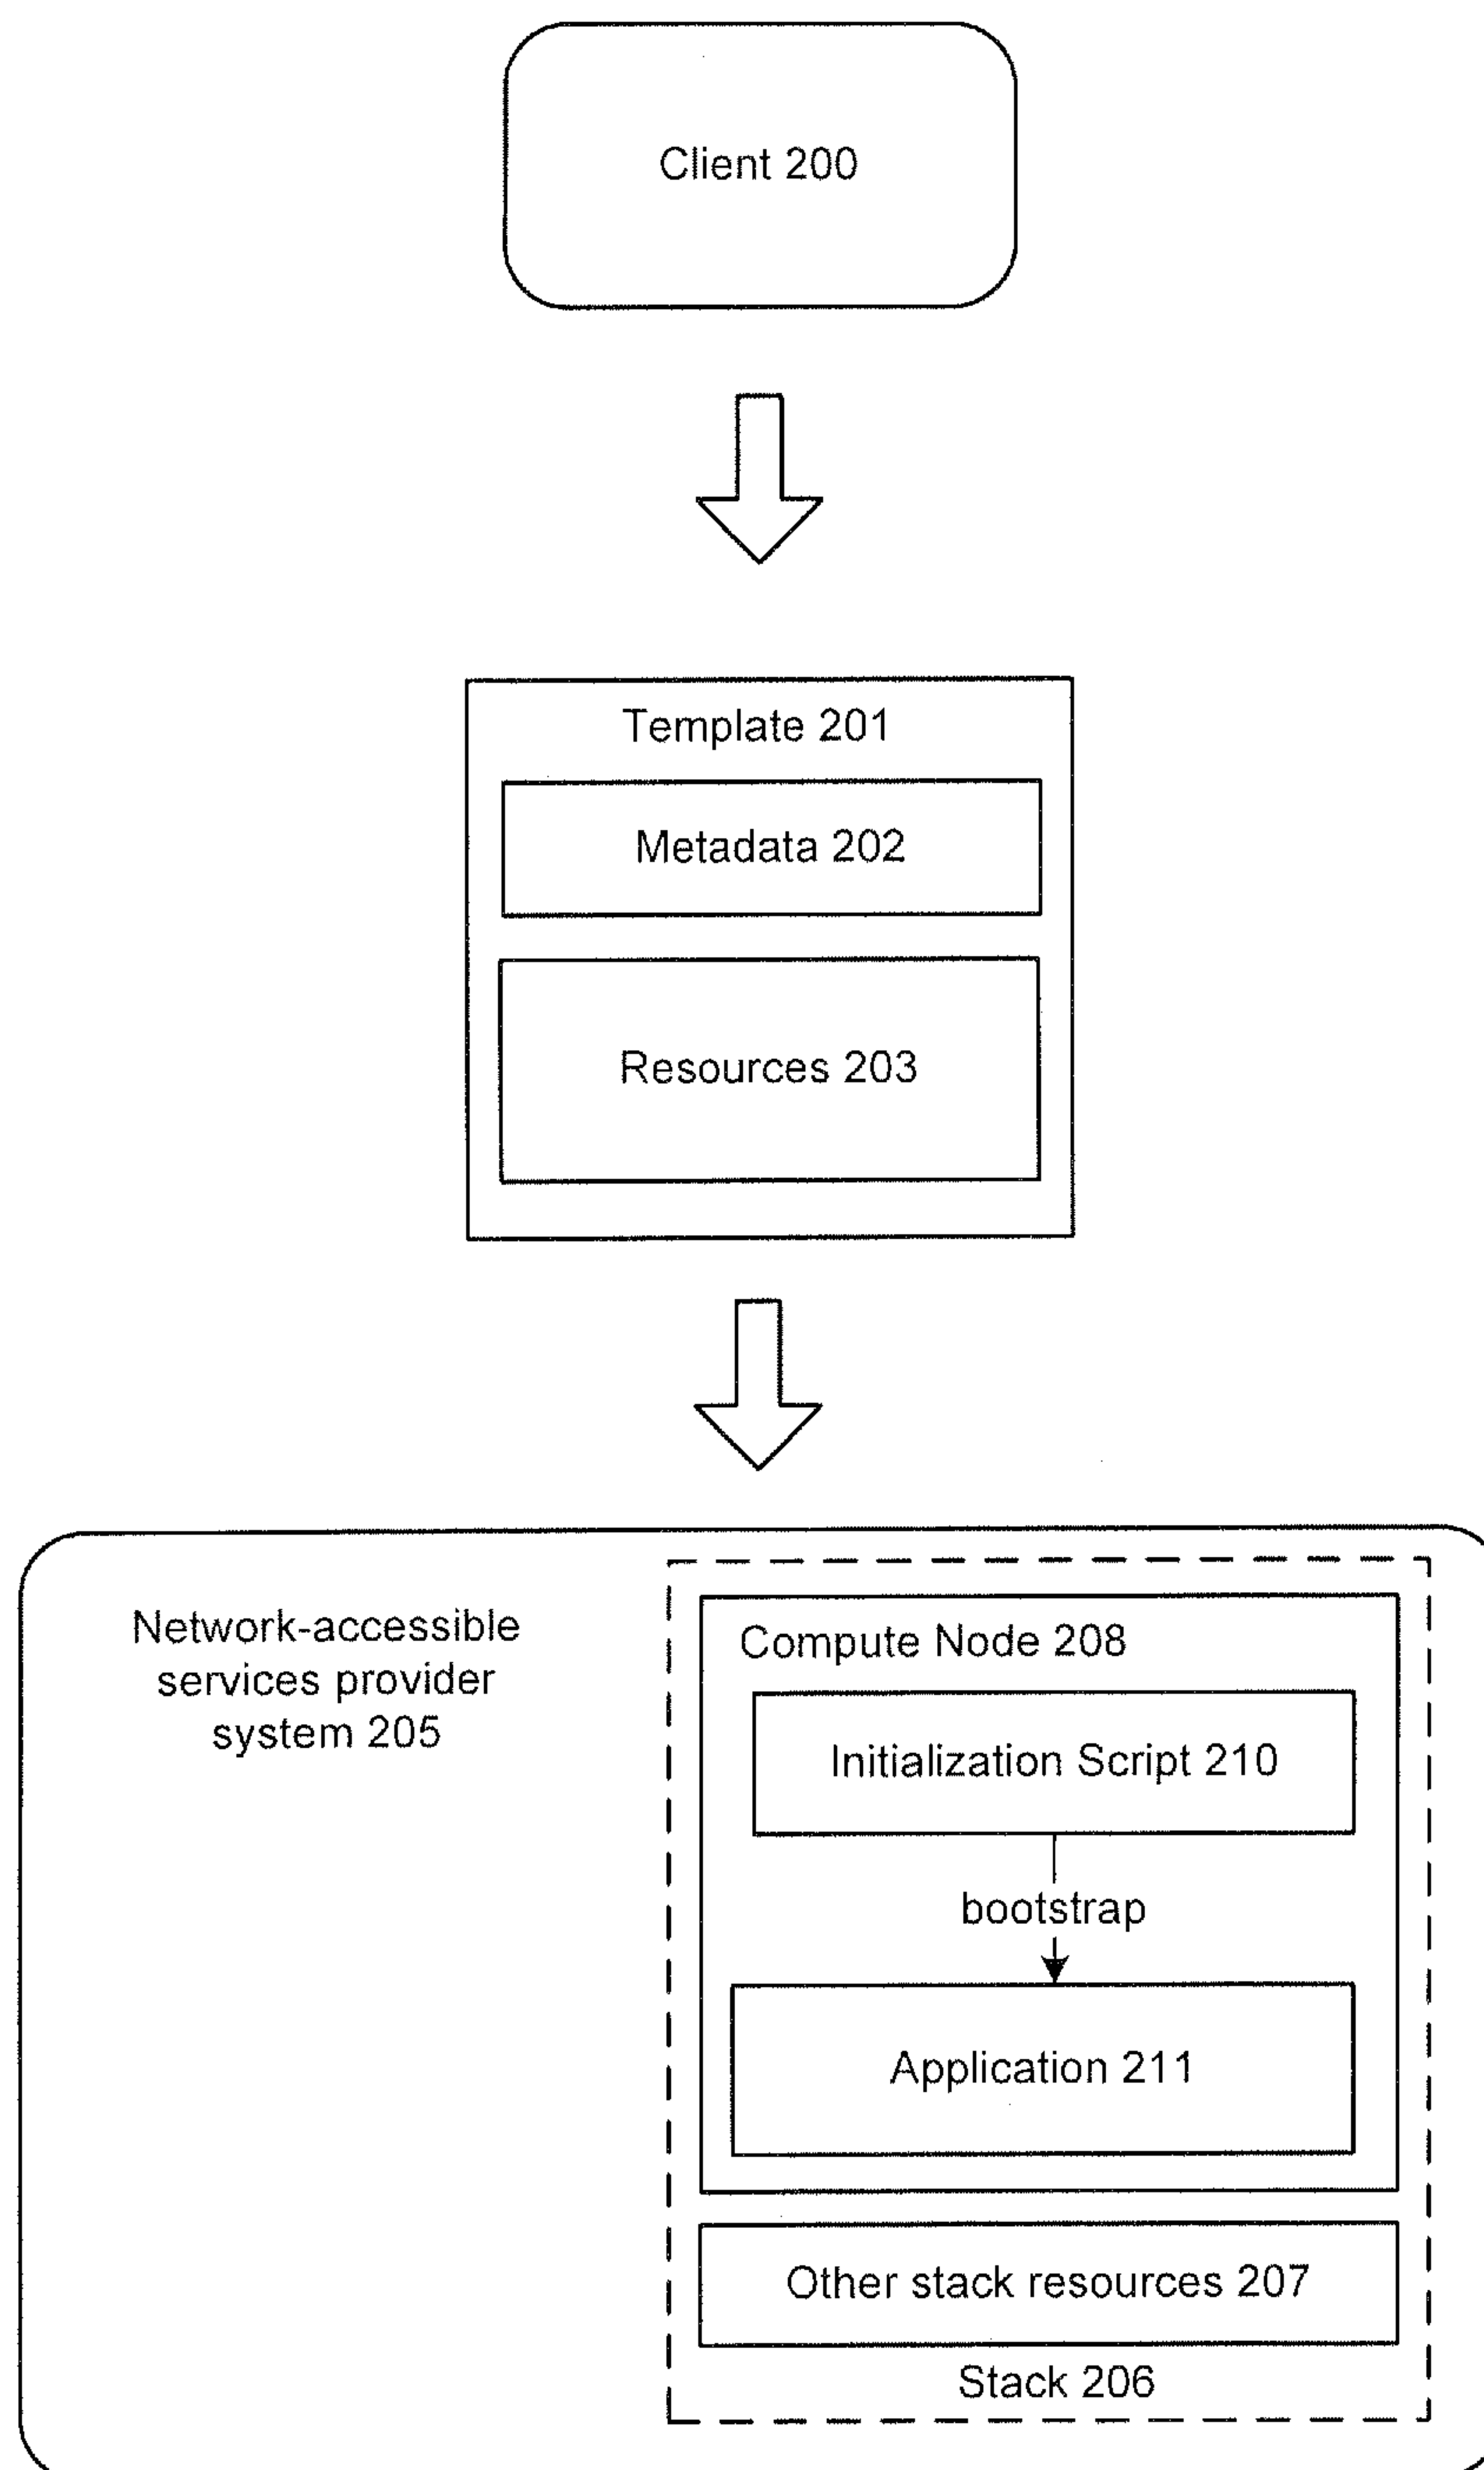 Client 200
Template 201
Metadata 202
Resources 203
Network-accessible
services provider
system 205
Compute Node 208
Initialization Script 210
bootstrap
Application 211
Other stack resources 207
Stack 206